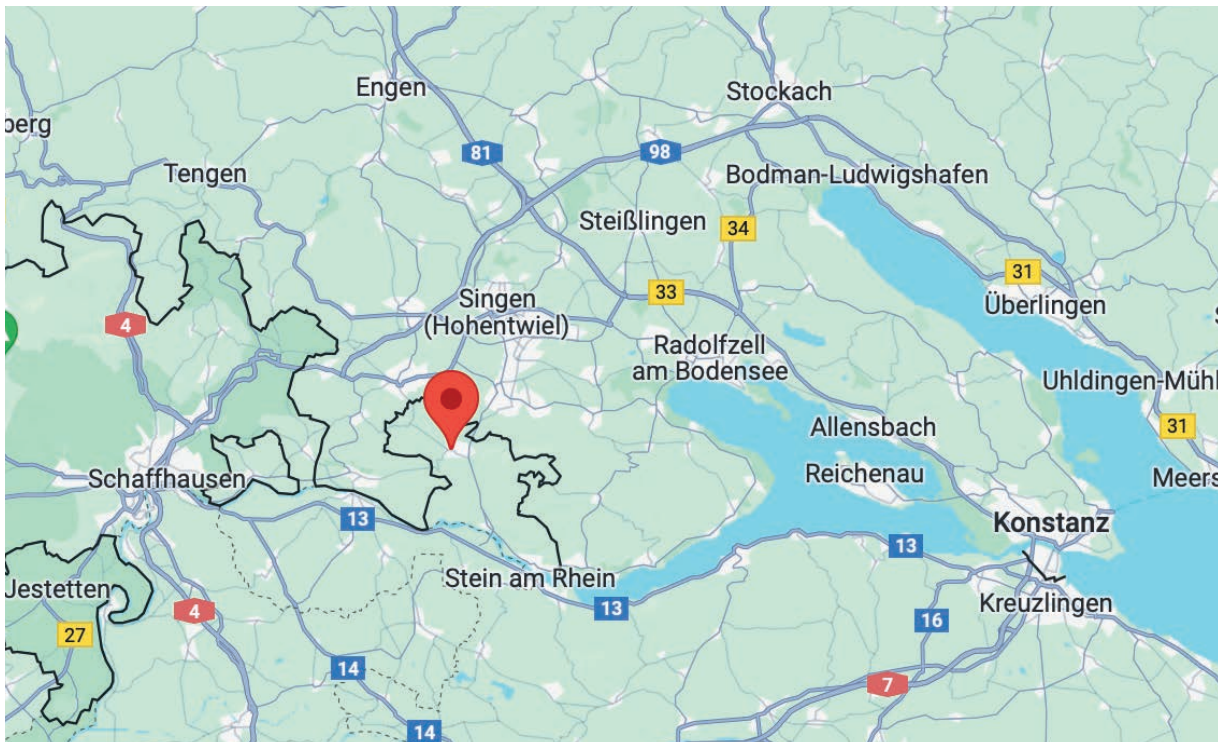 Engen
Stockach
berg
81
98
Tengen
Bodman-Ludwigshafen
Steißlingen
34
31
33
Singen
(Hohentwiel)
Überlingen
4
Radolfzell
am Bodensee
Uhldingen-Mühl
Allensbach
31
Schaffhausen
Reichenau
Meers
13
Konstanz
13
Stein am Rhein
Jestetten
13
Kreuzlingen
4
16
27
14
7
14